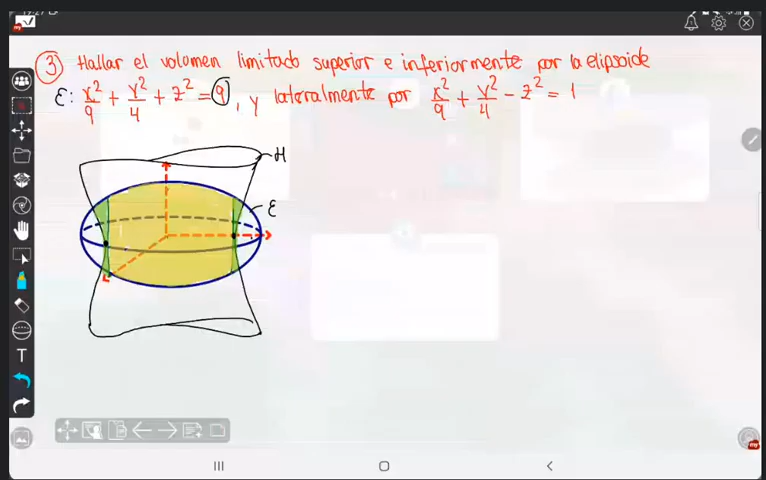 ③ Hallar el volumen limitado superior e inferiormente por la elipsoide
ε: x²/9 + y²/4 + z² = 9, y lateralmente por x²/9 + y²/4 - z² = 1
H
ε
T